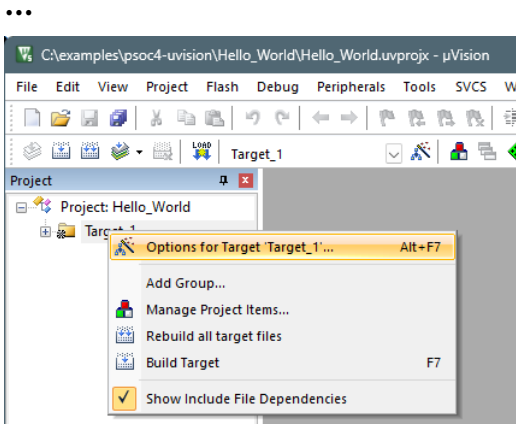 ...
C:\examples\psoc4-uvision\Hello_World\Hello_World.uvprojx - µVision
File Edit View Project Flash Debug Peripherals Tools SVCS
LOAD Target_1
Project
Project: Hello_World
Options for Target 'Target_1'... Alt+F7
Add Group...
Manage Project Items...
Rebuild all target files
Build Target F7
Show Include File Dependencies